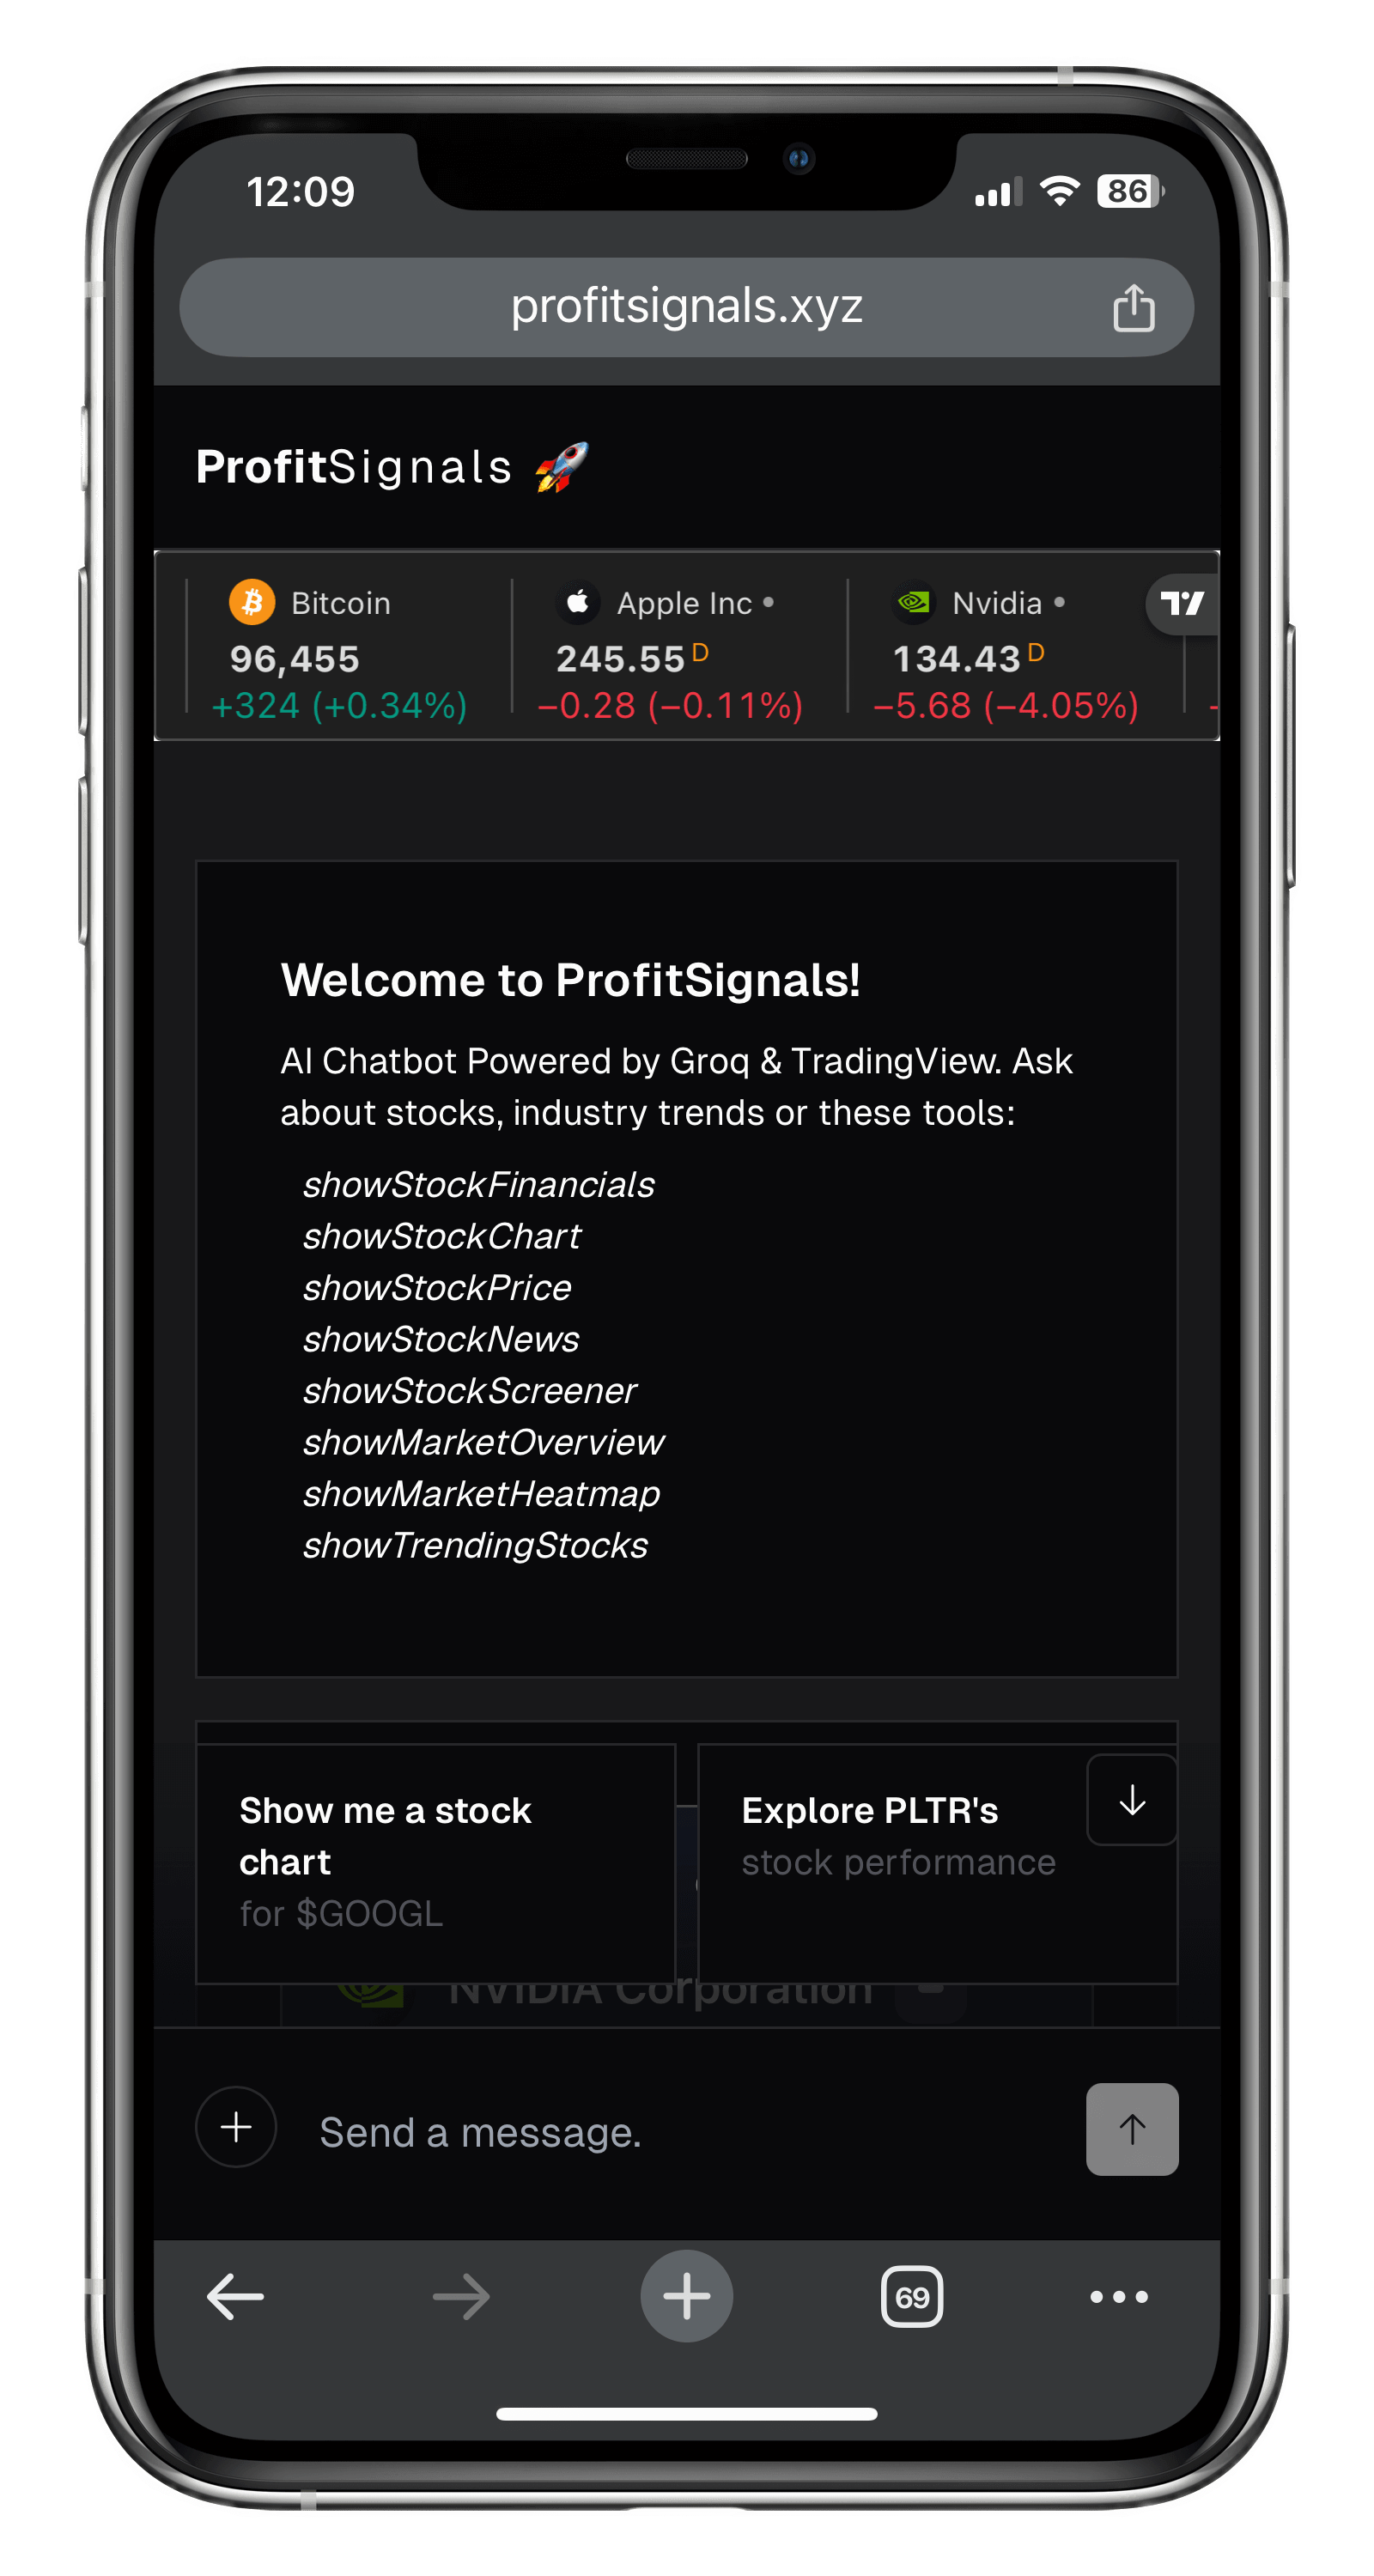 12:09
86
profitsignals.xyz
ProfitSignals 🚀
Bitcoin
96,455
+324 (+0.34%)
Apple Inc
245.55 D
−0.28 (−0.11%)
Nvidia
134.43 D
−5.68 (−4.05%)
Welcome to ProfitSignals!
AI Chatbot Powered by Groq & TradingView. Ask
about stocks, industry trends or these tools:
showStockFinancials
showStockChart
showStockPrice
showStockNews
showStockScreener
showMarketOverview
showMarketHeatmap
showTrendingStocks
Show me a stock
chart
for $GOOGL
Explore PLTR's
stock performance
NVIDIA Corporation
Send a message.
69